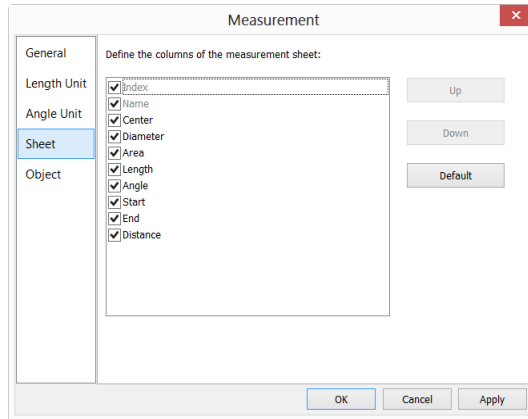 Measurement
General
Length Unit
Angle Unit
Sheet
Object
Define the columns of the measurement sheet:
Index
Name
Center
Diameter
Area
Length
Angle
Start
End
Distance
Up
Down
Default
OK
Cancel
Apply